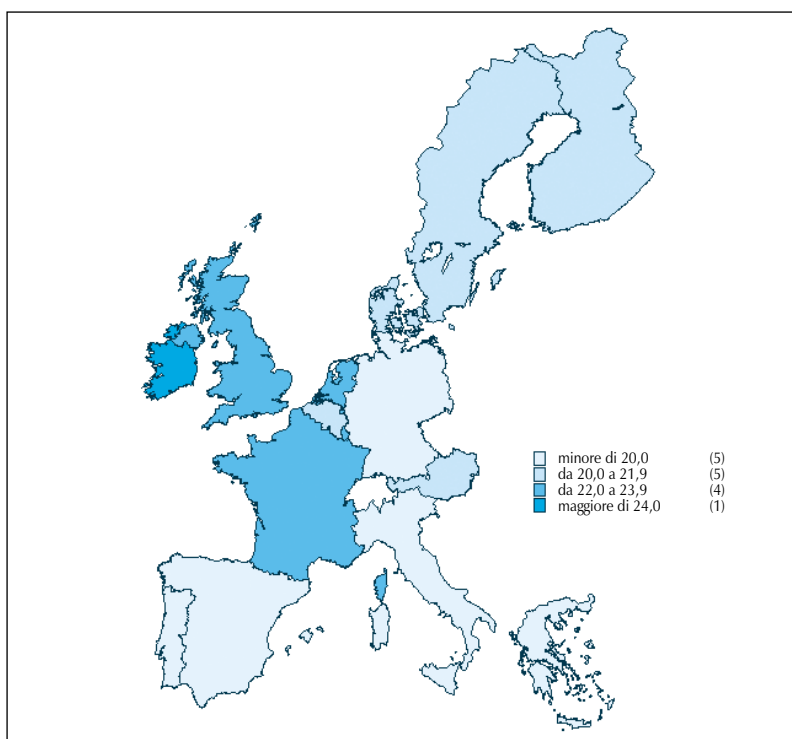 minore di 20,0 (5)
da 20,0 a 21,9 (5)
da 22,0 a 23,9 (4)
maggiore di 24,0 (1)